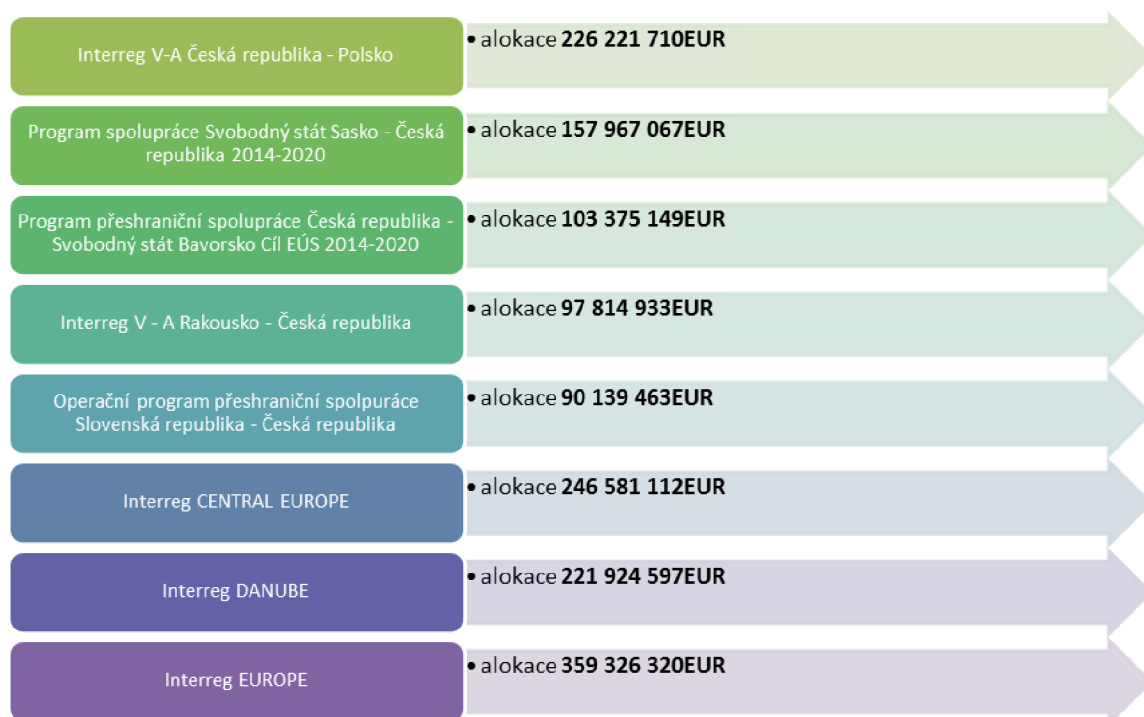 Interreg V-A Česká republika - Polsko
• alokace 226 221 710EUR
Program spolupráce Svobodný stát Sasko - Česká
republika 2014-2020
• alokace 157 967 067EUR
Program přeshraniční spolupráce Česká republika -
Svobodný stát Bavorsko Cíl EÚS 2014-2020
• alokace 103 375 149EUR
Interreg V - A Rakousko - Česká republika
• alokace 97 814 933EUR
Operační program přeshraniční spolpuráce
Slovenská republika - Česká republika
• alokace 90 139 463EUR
Interreg CENTRAL EUROPE
• alokace 246 581 112EUR
Interreg DANUBE
• alokace 221 924 597EUR
Interreg EUROPE
• alokace 359 326 320EUR